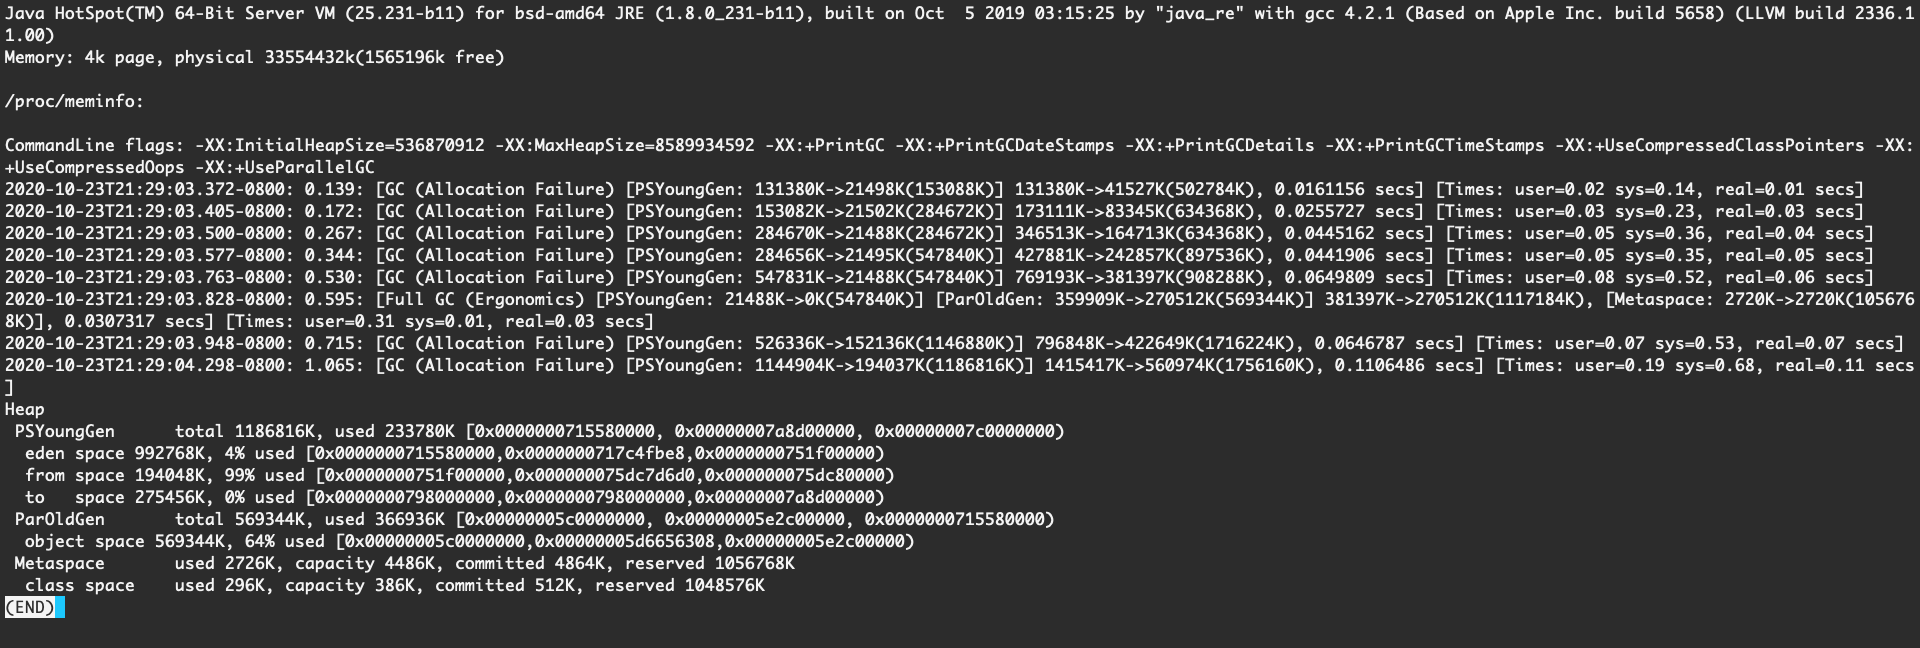 Java HotSpot(TM) 64-Bit Server VM (25.231-b11) for bsd-amd64 JRE (1.8.0_231-b11), built on Oct  5 2019 03:15:25 by "java_re" with gcc 4.2.1 (Based on Apple Inc. build 5658) (LLVM build 2336.1
1.00)
Memory: 4k page, physical 33554432k(1565196k free)
/proc/meminfo:
CommandLine flags: -XX:InitialHeapSize=536870912 -XX:MaxHeapSize=8589934592 -XX:+PrintGC -XX:+PrintGCDateStamps -XX:+PrintGCDetails -XX:+PrintGCTimeStamps -XX:+UseCompressedClassPointers -XX:
+UseCompressedOops -XX:+UseParallelGC
2020-10-23T21:29:03.372-0800: 0.139: [GC (Allocation Failure) [PSYoungGen: 131380K->21498K(153088K)] 131380K->41527K(502784K), 0.0161156 secs] [Times: user=0.02 sys=0.14, real=0.01 secs]
2020-10-23T21:29:03.405-0800: 0.172: [GC (Allocation Failure) [PSYoungGen: 153082K->21502K(284672K)] 173111K->83345K(634368K), 0.0255727 secs] [Times: user=0.03 sys=0.23, real=0.03 secs]
2020-10-23T21:29:03.500-0800: 0.267: [GC (Allocation Failure) [PSYoungGen: 284670K->21488K(284672K)] 346513K->164713K(634368K), 0.0445162 secs] [Times: user=0.05 sys=0.36, real=0.04 secs]
2020-10-23T21:29:03.577-0800: 0.344: [GC (Allocation Failure) [PSYoungGen: 284656K->21495K(547840K)] 427881K->242857K(897536K), 0.0441906 secs] [Times: user=0.05 sys=0.35, real=0.05 secs]
2020-10-23T21:29:03.763-0800: 0.530: [GC (Allocation Failure) [PSYoungGen: 547831K->21488K(547840K)] 769193K->381397K(908288K), 0.0649809 secs] [Times: user=0.08 sys=0.52, real=0.06 secs]
2020-10-23T21:29:03.828-0800: 0.595: [Full GC (Ergonomics) [PSYoungGen: 21488K->0K(547840K)] [ParOldGen: 359909K->270512K(569344K)] 381397K->270512K(1117184K), [Metaspace: 2720K->2720K(105676
8K)], 0.0307317 secs] [Times: user=0.31 sys=0.01, real=0.03 secs]
2020-10-23T21:29:03.948-0800: 0.715: [GC (Allocation Failure) [PSYoungGen: 526336K->152136K(1146880K)] 796848K->422649K(1716224K), 0.0646787 secs] [Times: user=0.07 sys=0.53, real=0.07 secs]
2020-10-23T21:29:04.298-0800: 1.065: [GC (Allocation Failure) [PSYoungGen: 1144904K->194037K(1186816K)] 1415417K->560974K(1756160K), 0.1106486 secs] [Times: user=0.19 sys=0.68, real=0.11 secs
]
Heap
 PSYoungGen      total 1186816K, used 233780K [0x0000000715580000, 0x00000007a8d00000, 0x00000007c0000000)
  eden space 992768K, 4% used [0x0000000715580000,0x0000000717c4fbe8,0x0000000751f00000)
  from space 194048K, 99% used [0x0000000751f00000,0x000000075dc7d6d0,0x000000075dc80000)
  to   space 275456K, 0% used [0x0000000798000000,0x0000000798000000,0x00000007a8d00000)
 ParOldGen       total 569344K, used 366936K [0x00000005c0000000, 0x00000005e2c00000, 0x0000000715580000)
  object space 569344K, 64% used [0x00000005c0000000,0x00000005d6656308,0x00000005e2c00000)
 Metaspace       used 2726K, capacity 4486K, committed 4864K, reserved 1056768K
  class space    used 296K, capacity 386K, committed 512K, reserved 1048576K
(END)